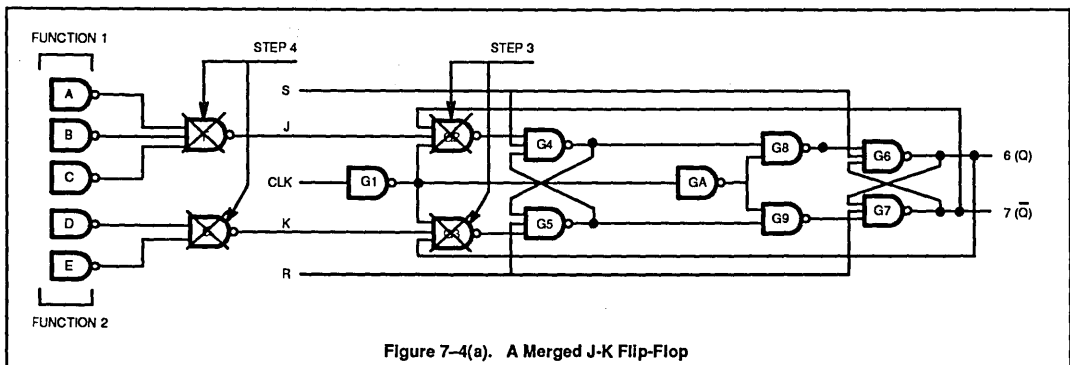 FUNCTION 1
STEP 4
STEP 3
A
S
B
J
G4
G8
G6
6 (Q)
C
CLK
G1
GA
D
K
G5
G9
G7
7 (Q̅)
E
R
FUNCTION 2
Figure 7–4(a). A Merged J-K Flip-Flop